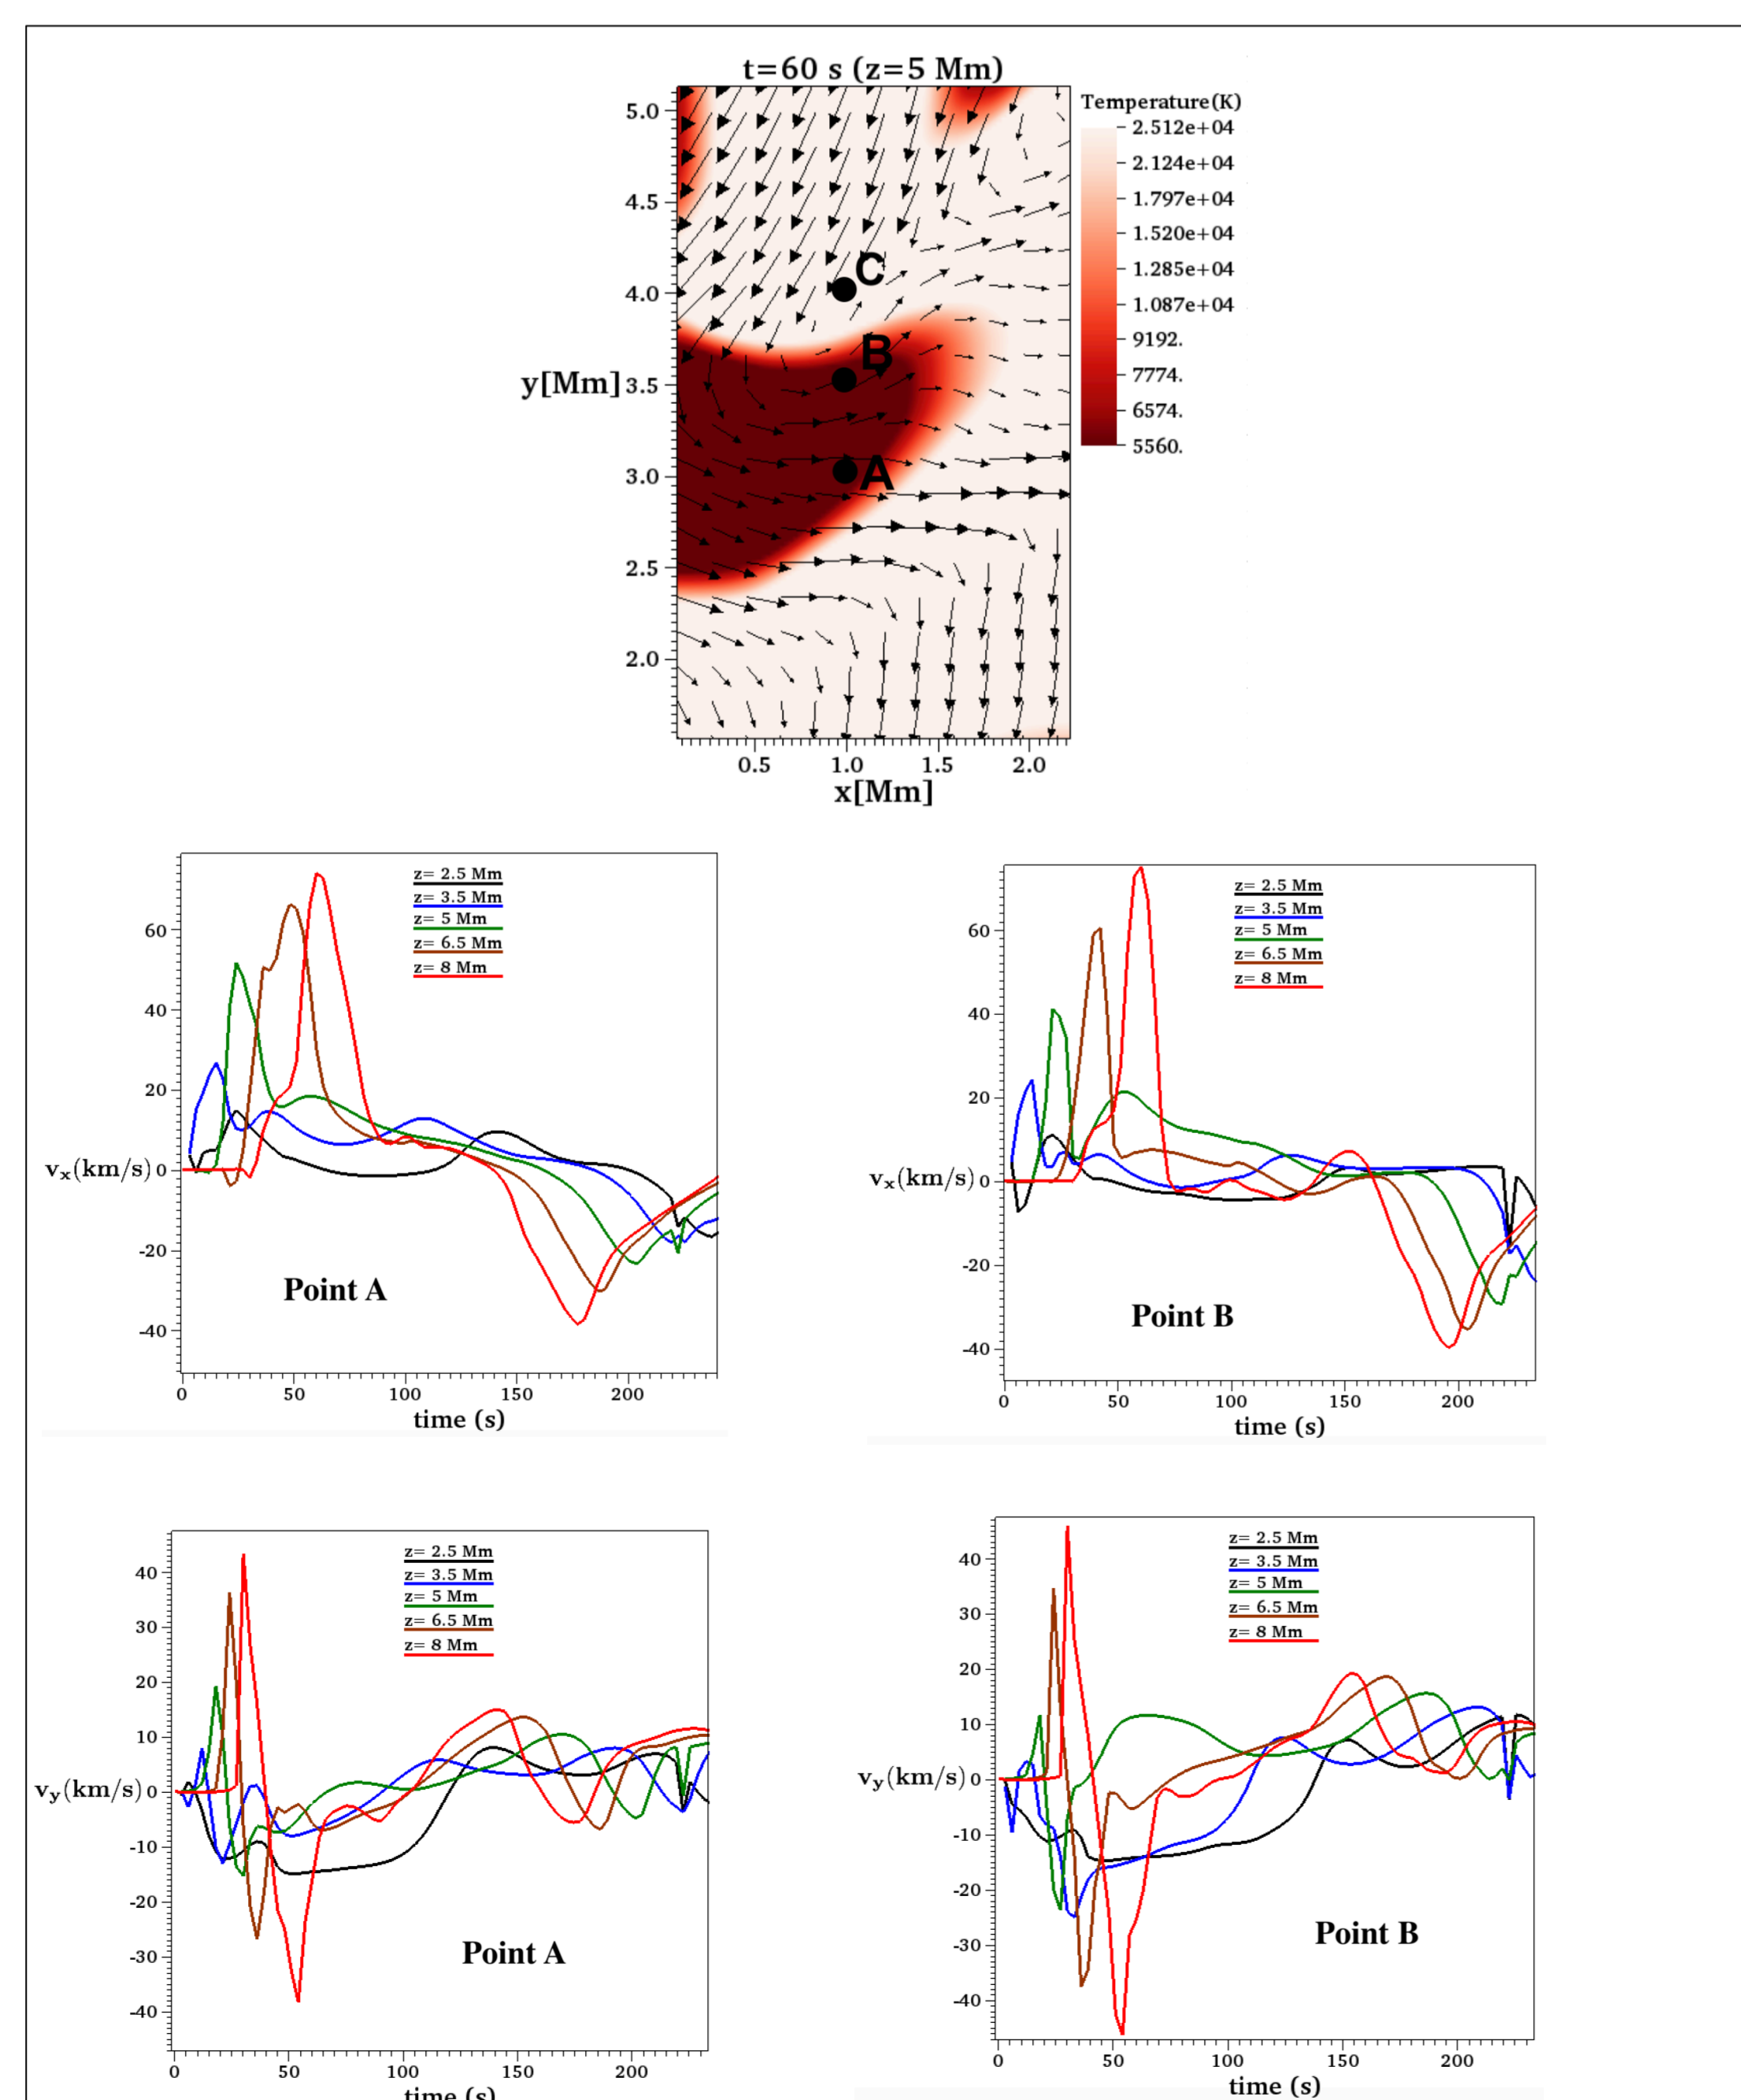 t=60 s (z=5 Mm)
Temperature(K)
2.512e+04
2.124e+04
1.797e+04
1.520e+04
1.285e+04
1.087e+04
9192.
7774.
6574.
5560.
5.0
4.5
4.0
3.5
3.0
2.5
2.0
y[Mm]
C
B
A
0.5 1.0 1.5 2.0
x[Mm]
z= 2.5 Mm
z= 3.5 Mm
z= 5 Mm
z= 6.5 Mm
z= 8 Mm
60
40
20
0
-20
-40
vx(km/s)
Point A
0 50 100 150 200
time (s)
z= 2.5 Mm
z= 3.5 Mm
z= 5 Mm
z= 6.5 Mm
z= 8 Mm
60
40
20
0
-20
-40
vx(km/s)
Point B
0 50 100 150 200
time (s)
z= 2.5 Mm
z= 3.5 Mm
z= 5 Mm
z= 6.5 Mm
z= 8 Mm
40
30
20
10
0
-10
-20
-30
-40
vy(km/s)
Point A
0 50 100 150 200
time (s)
z= 2.5 Mm
z= 3.5 Mm
z= 5 Mm
z= 6.5 Mm
z= 8 Mm
40
30
20
10
0
-10
-20
-30
-40
vy(km/s)
Point B
0 50 100 150 200
time (s)